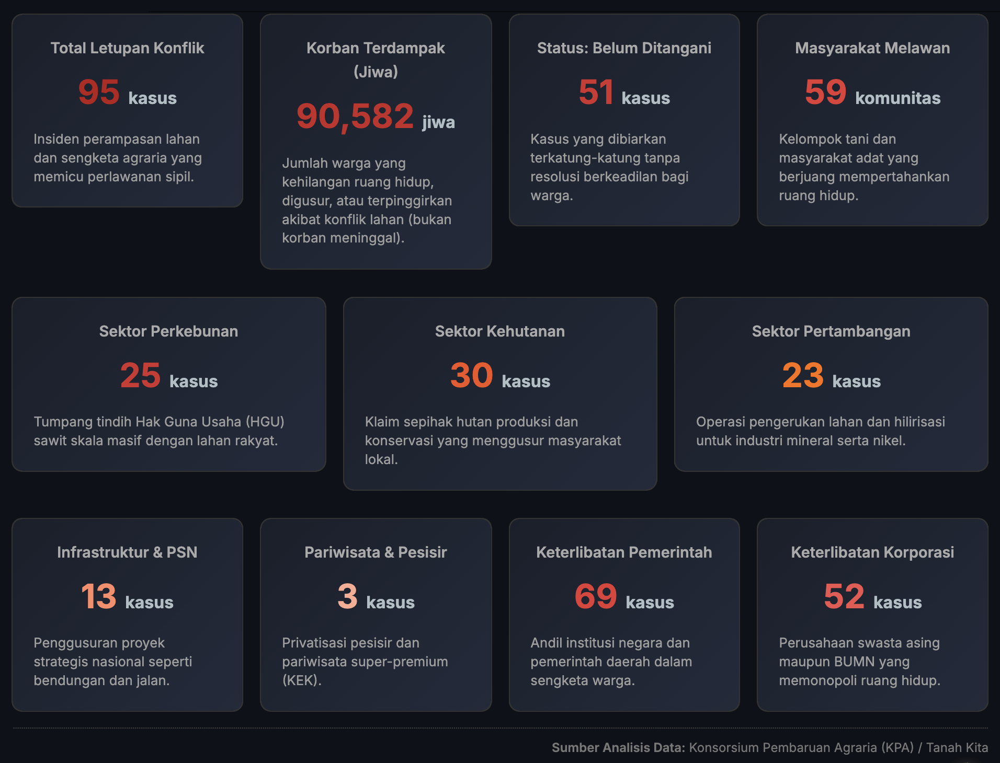 Total Letupan Konflik
95 kasus
Insiden perampasan lahan
dan sengketa agraria yang
memicu perlawanan sipil.
Korban Terdampak
(Jiwa)
90,582 jiwa
Jumlah warga yang
kehilangan ruang hidup,
digusur, atau terpinggirkan
akibat konflik lahan (bukan
korban meninggal).
Status: Belum Ditangani
51 kasus
Kasus yang dibiarkan
terkatung-katung tanpa
resolusi berkeadilan bagi
warga.
Masyarakat Melawan
59 komunitas
Kelompok tani dan
masyarakat adat yang
berjuang mempertahankan
ruang hidup.
Sektor Perkebunan
25 kasus
Tumpang tindih Hak Guna Usaha (HGU)
sawit skala masif dengan lahan rakyat.
Sektor Kehutanan
30 kasus
Klaim sepihak hutan produksi dan
konservasi yang menggusur masyarakat
lokal.
Sektor Pertambangan
23 kasus
Operasi pengerukan lahan dan hilirisasi
untuk industri mineral serta nikel.
Infrastruktur & PSN
13 kasus
Penggusuran proyek
strategis nasional seperti
bendungan dan jalan.
Pariwisata & Pesisir
3 kasus
Privatisasi pesisir dan
pariwisata super-premium
(KEK).
Keterlibatan Pemerintah
69 kasus
Andil institusi negara dan
pemerintah daerah dalam
sengketa warga.
Keterlibatan Korporasi
52 kasus
Perusahaan swasta asing
maupun BUMN yang
memonopoli ruang hidup.
Sumber Analisis Data: Konsorsium Pembaruan Agraria (KPA) / Tanah Kita